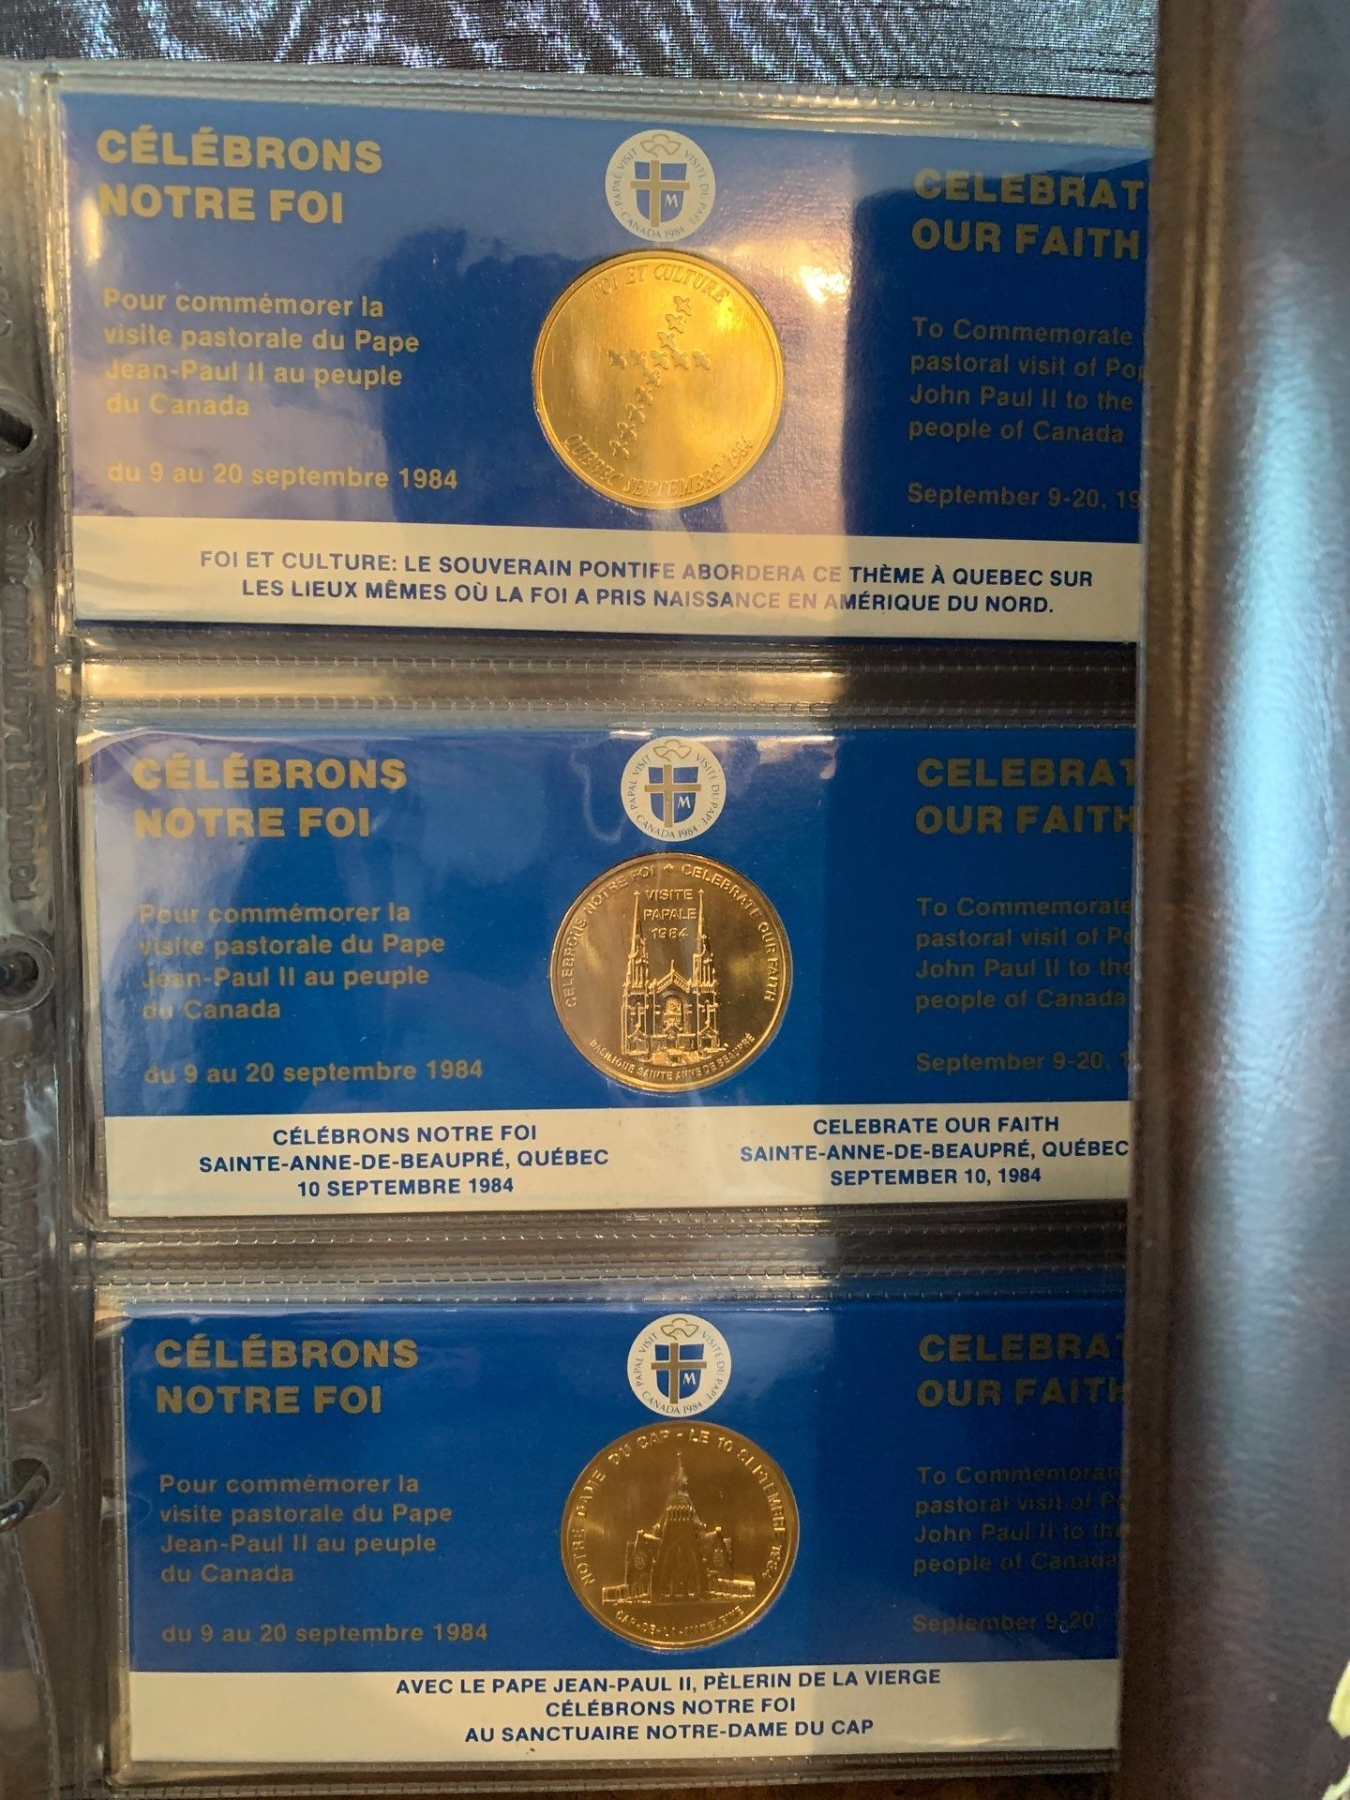 CÉLÉBRONS
NOTRE FOI
Pour commémorer la
visite pastorale du Pape
Jean-Paul II au peuple
du Canada
du 9 au 20 septembre 1984
PAPAL VISIT VISITE DU PAPE
CANADA 1984
M
FOI ET CULTURE
QUEBEC SEPTEMBRE 1984
CELEBRAT
OUR FAITH
To Commemorate
pastoral visit of Po
John Paul II to the
people of Canada
September 9-20, 19
FOI ET CULTURE: LE SOUVERAIN PONTIFE ABORDERA CE THÈME À QUEBEC SUR
LES LIEUX MÊMES OÙ LA FOI A PRIS NAISSANCE EN AMÉRIQUE DU NORD.
CÉLÉBRONS
NOTRE FOI
Pour commémorer la
visite pastorale du Pape
Jean-Paul II au peuple
du Canada
du 9 au 20 septembre 1984
PAPAL VISIT VISITE DU PAPE
CANADA 1984
M
CELEBRONS NOTRE FOI CELEBRATE OUR FAITH
VISITE
PAPALE
1984
BASILIQUE SAINTE ANNE DE BEAUPRÉ
CELEBRAT
OUR FAITH
To Commemorate
pastoral visit of Po
John Paul II to the
people of Canada
September 9-20,
CÉLÉBRONS NOTRE FOI
SAINTE-ANNE-DE-BEAUPRÉ, QUÉBEC
10 SEPTEMBRE 1984
CELEBRATE OUR FAITH
SAINTE-ANNE-DE-BEAUPRÉ, QUÉBEC
SEPTEMBER 10, 1984
CÉLÉBRONS
NOTRE FOI
Pour commémorer la
visite pastorale du Pape
Jean-Paul II au peuple
du Canada
du 9 au 20 septembre 1984
PAPAL VISIT VISITE DU PAPE
CANADA 1984
M
NOTRE DAME DU CAP - LE 10 SEPTEMBRE 1984
CAP-DE-LA-MADELEINE
CELEBRAT
OUR FAITH
To Commemorate
pastoral visit of Po
John Paul II to the
people of Canada
September 9-20
AVEC LE PAPE JEAN-PAUL II, PÈLERIN DE LA VIERGE
CÉLÉBRONS NOTRE FOI
AU SANCTUAIRE NOTRE-DAME DU CAP